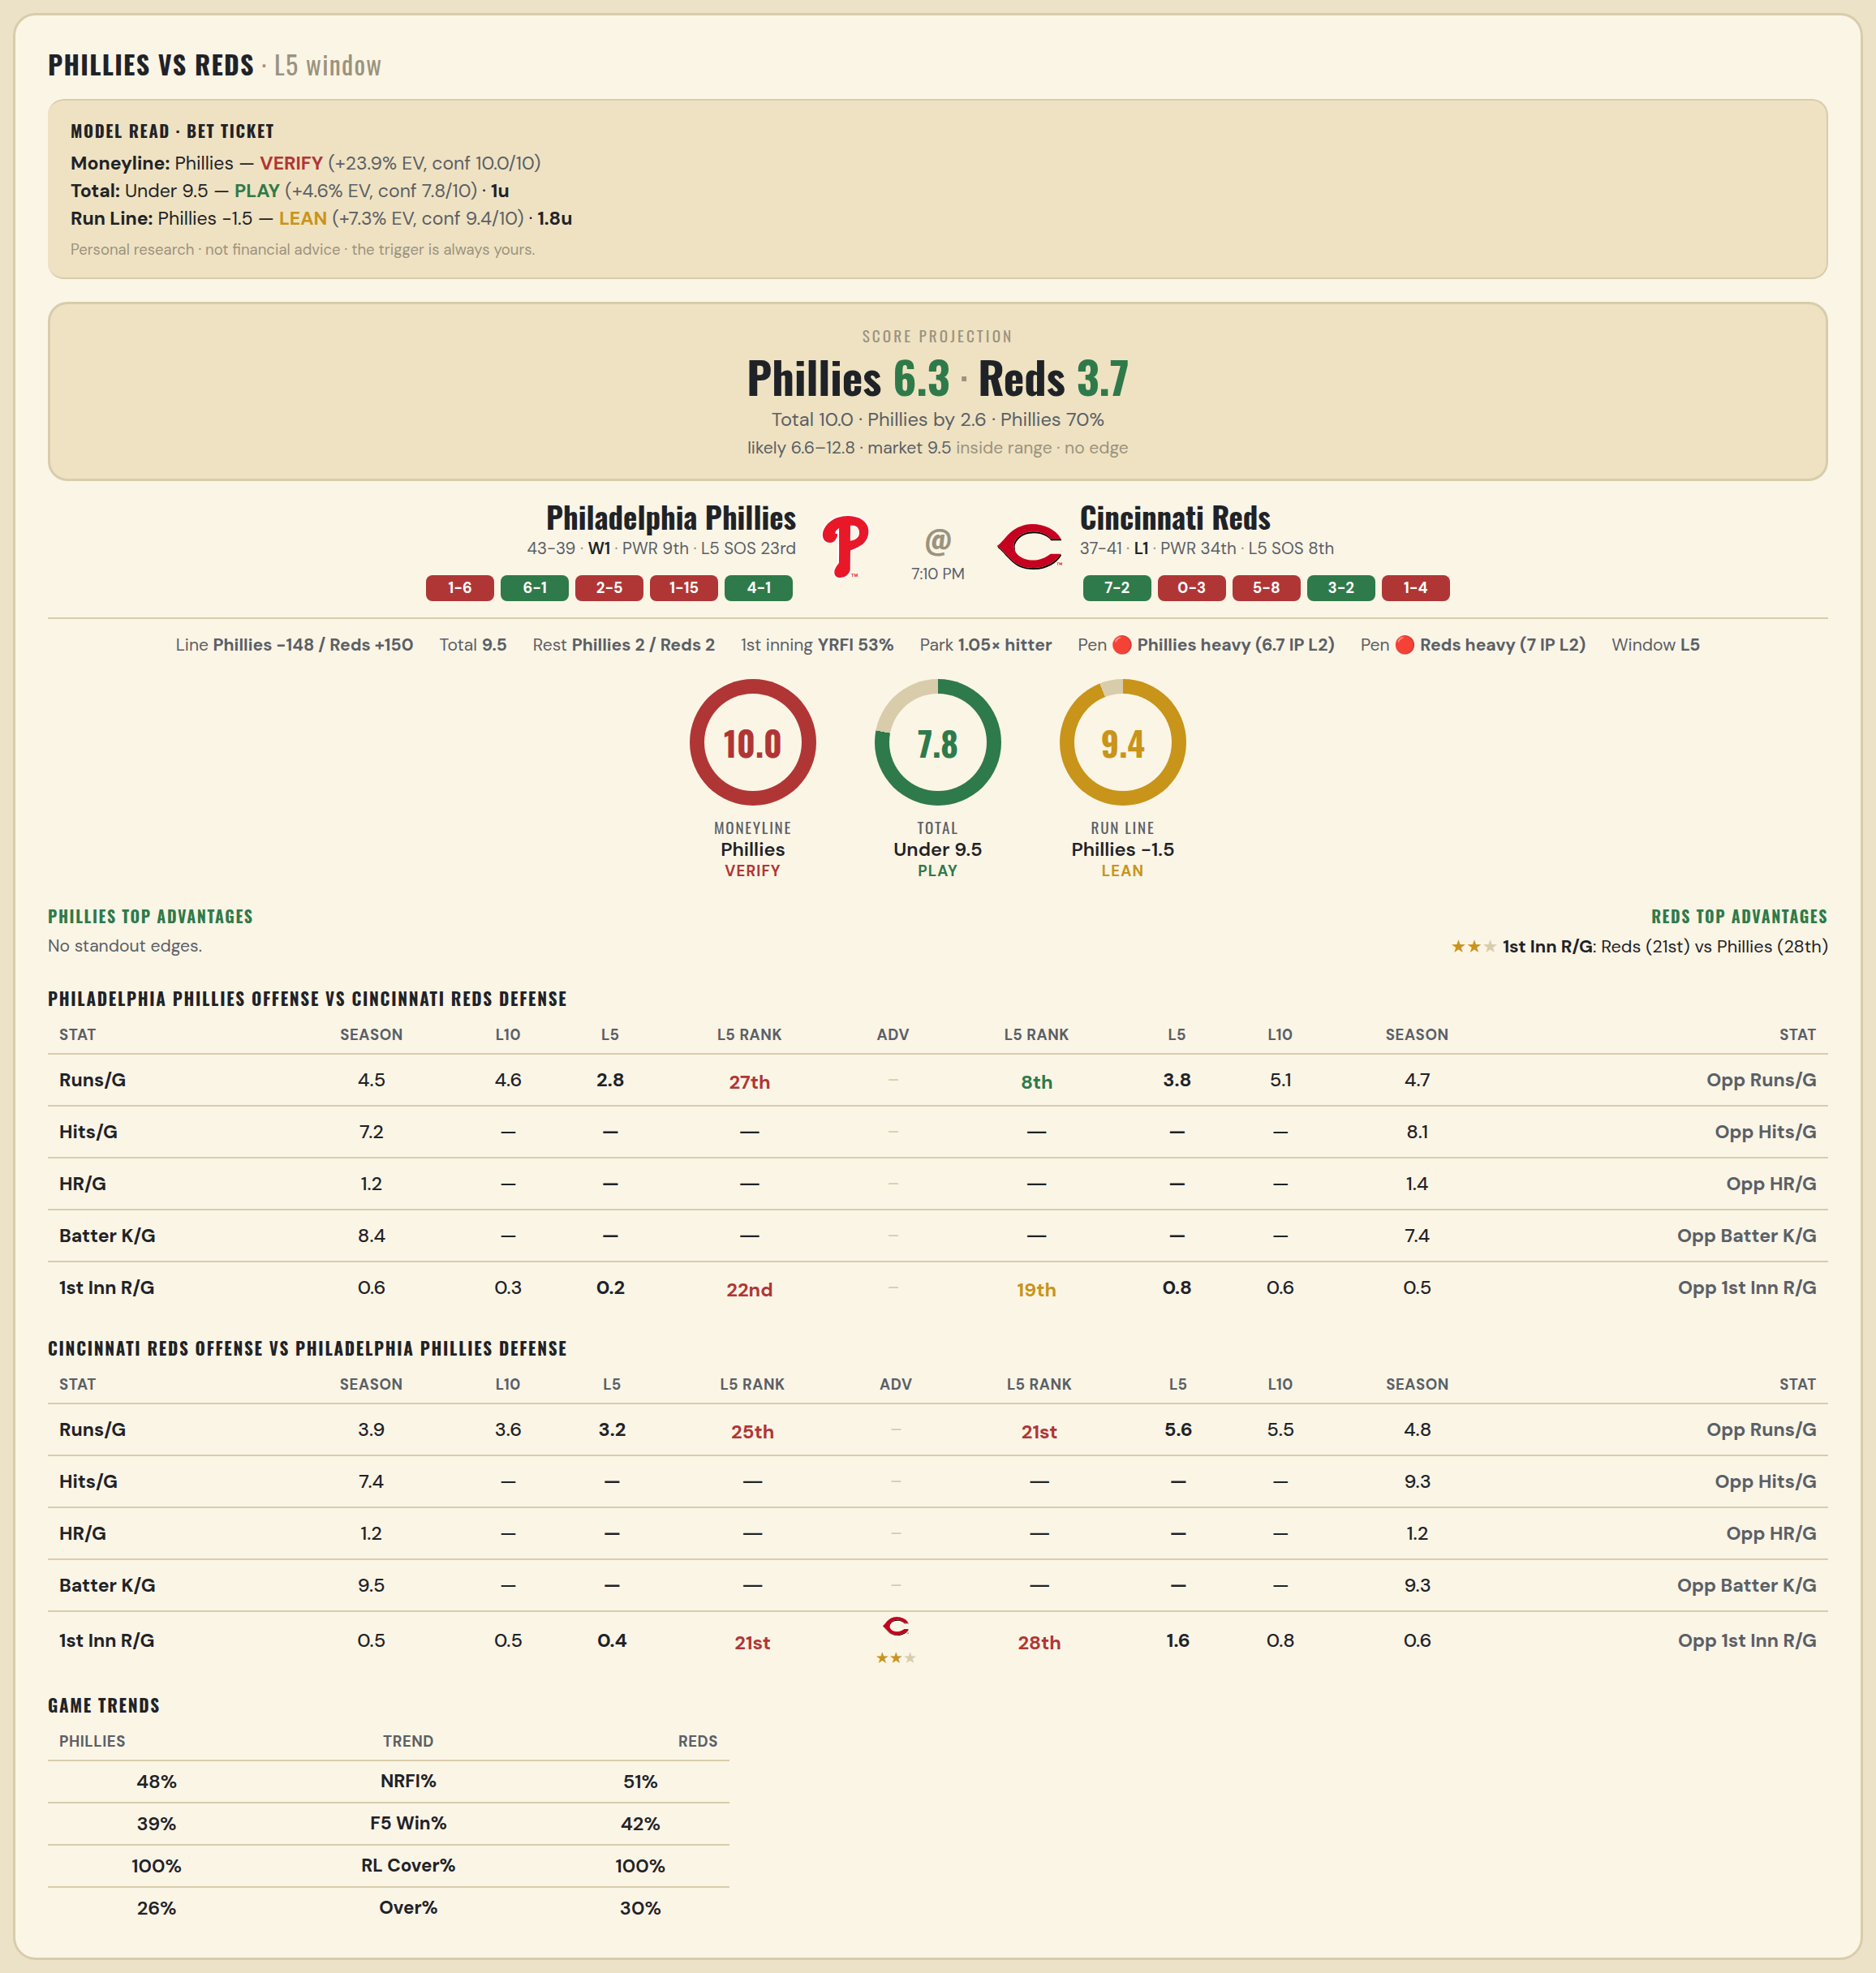 PHILLIES VS REDS · L5 window
MODEL READ · BET TICKET
Moneyline: Phillies — VERIFY (+23.9% EV, conf 10.0/10)
Total: Under 9.5 — PLAY (+4.6% EV, conf 7.8/10) · 1u
Run Line: Phillies -1.5 — LEAN (+7.3% EV, conf 9.4/10) · 1.8u
Personal research · not financial advice · the trigger is always yours.
SCORE PROJECTION
Phillies 6.3 · Reds 3.7
Total 10.0 · Phillies by 2.6 · Phillies 70%
likely 6.6–12.8 · market 9.5 inside range · no edge
Philadelphia Phillies
43-39 · W1 · PWR 9th · L5 SOS 23rd
1-6 6-1 2-5 1-15 4-1
@
7:10 PM
Cincinnati Reds
37-41 · L1 · PWR 34th · L5 SOS 8th
7-2 0-3 5-8 3-2 1-4
Line Phillies -148 / Reds +150 Total 9.5 Rest Phillies 2 / Reds 2 1st inning YRFI 53% Park 1.05× hitter Pen 🔴 Phillies heavy (6.7 IP L2) Pen 🔴 Reds heavy (7 IP L2) Window L5
10.0 7.8 9.4
MONEYLINE TOTAL RUN LINE
Phillies Under 9.5 Phillies -1.5
VERIFY PLAY LEAN
PHILLIES TOP ADVANTAGES
No standout edges.
REDS TOP ADVANTAGES
★★★ 1st Inn R/G: Reds (21st) vs Phillies (28th)
PHILADELPHIA PHILLIES OFFENSE VS CINCINNATI REDS DEFENSE
STAT SEASON L10 L5 L5 RANK ADV L5 RANK L5 L10 SEASON STAT
Runs/G 4.5 4.6 2.8 27th – 8th 3.8 5.1 4.7 Opp Runs/G
Hits/G 7.2 — — — – — — — 8.1 Opp Hits/G
HR/G 1.2 — — — – — — — 1.4 Opp HR/G
Batter K/G 8.4 — — — – — — — 7.4 Opp Batter K/G
1st Inn R/G 0.6 0.3 0.2 22nd – 19th 0.8 0.6 0.5 Opp 1st Inn R/G
CINCINNATI REDS OFFENSE VS PHILADELPHIA PHILLIES DEFENSE
STAT SEASON L10 L5 L5 RANK ADV L5 RANK L5 L10 SEASON STAT
Runs/G 3.9 3.6 3.2 25th – 21st 5.6 5.5 4.8 Opp Runs/G
Hits/G 7.4 — — — – — — — 9.3 Opp Hits/G
HR/G 1.2 — — — – — — — 1.2 Opp HR/G
Batter K/G 9.5 — — — – — — — 9.3 Opp Batter K/G
1st Inn R/G 0.5 0.5 0.4 21st ★★★ 28th 1.6 0.8 0.6 Opp 1st Inn R/G
GAME TRENDS
PHILLIES TREND REDS
48% NRFI% 51%
39% F5 Win% 42%
100% RL Cover% 100%
26% Over% 30%